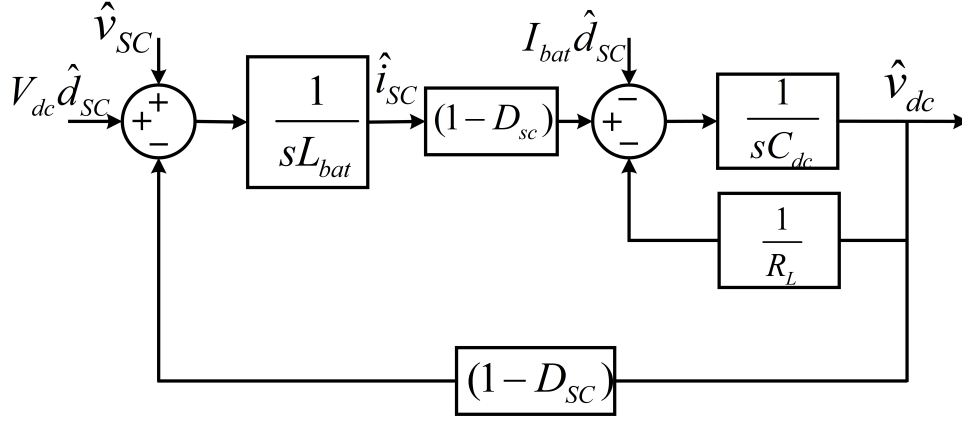 v̂_SC
I_bat d̂_SC
V_dc d̂_SC
+
+
−
1/(sL_bat)
î_SC
(1 − D_sc)
−
+
−
1/(sC_dc)
v̂_dc
1/R_L
(1 − D_SC)